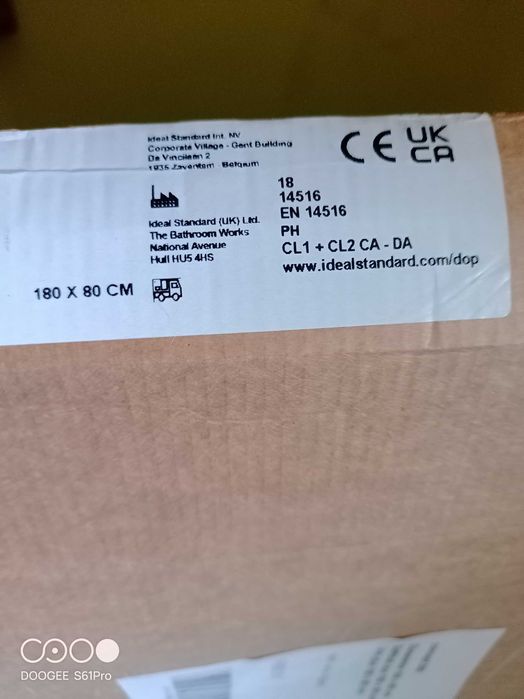 Ideal Standard Int. NV
Corporate Village - Gent Building
Da Vincilaan 2
1935 Zaventem - Belgium
CE UK
CA
18
14516
EN 14516
PH
CL1 + CL2 CA - DA
www.idealstandard.com/dop
Ideal Standard (UK) Ltd.
The Bathroom Works
National Avenue
Hull HU5 4HS
180 X 80 CM
DOOGEE S61Pro